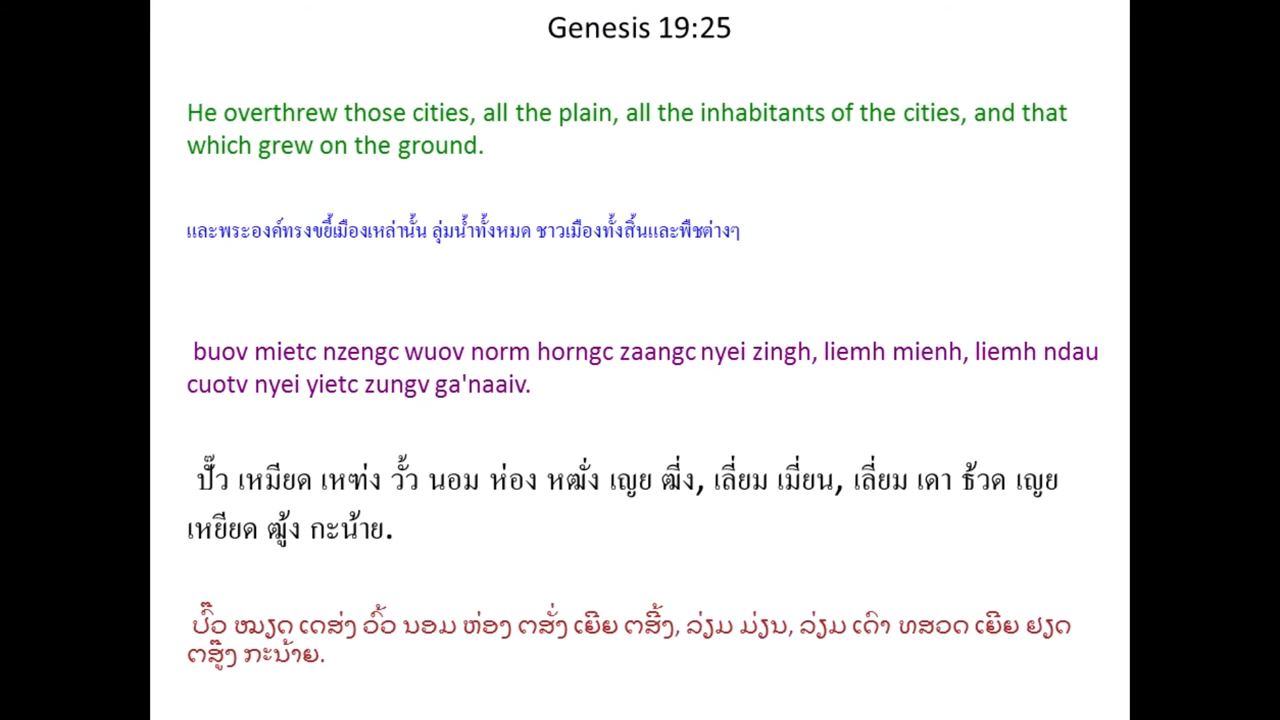 Genesis 19:25
He overthrew those cities, all the plain, all the inhabitants of the cities, and that
which grew on the ground.
และพระองค์ทรงขยี้เมืองเหล่านั้น ลุ่มน้ำทั้งหมด ชาวเมืองทั้งสิ้นและพืชต่างๆ
buov mietc nzengc wuov norm horngc zaangc nyei zingh, liemh mienh, liemh ndau
cuotv nyei yietc zungv ga'naaiv.
ปั๊ว เหมียด เหฑ่ง วั้ว นอม ห่อง หฒั่ง เญย ฒี่ง, เลี่ยม เมี่ยน, เลี่ยม เดา ธ้วด เญย
เหยียด ฒู้ง กะน้าย.
ປົ໊ວ ໝຽດ ເດສ່ງ ວົ້ວ ນອມ ຫ່ອງ ຕສັ່ງ ເຍີຍ ຕສີ້ງ, ລ່ຽມ ມ່ຽນ, ລ່ຽມ ເດົາ ທສວດ ເຍີຍ ຢຽດ
ຕສູ໊ງ ກະນ້າຍ.